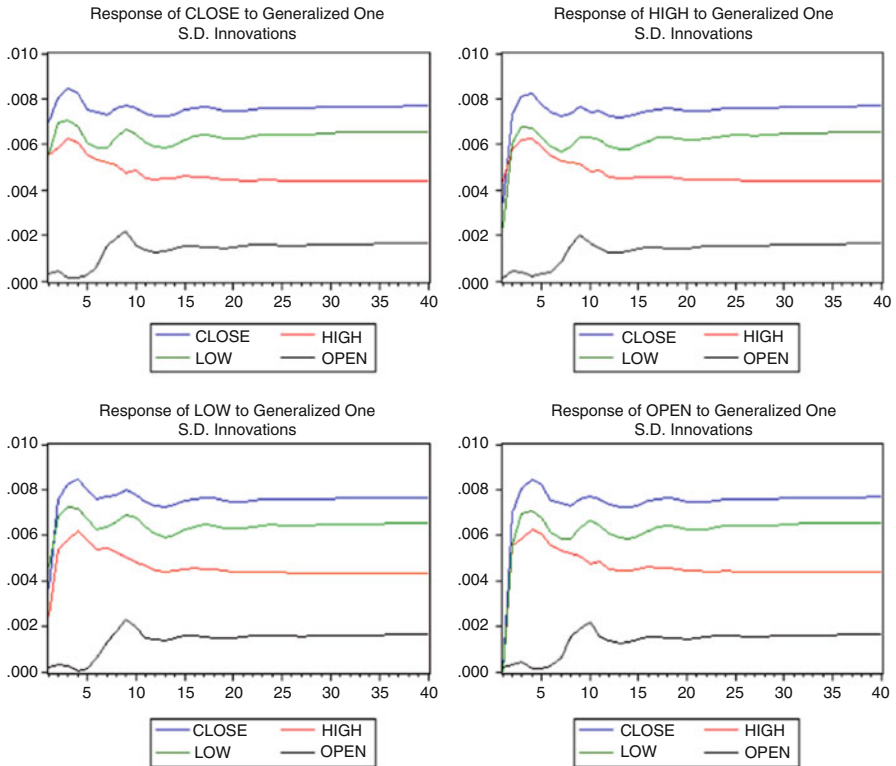 Response of CLOSE to Generalized One
S.D. Innovations
.010
.008
.006
.004
.002
.000
5 10 15 20 25 30 35 40
CLOSE HIGH
LOW OPEN
Response of HIGH to Generalized One
S.D. Innovations
.010
.008
.006
.004
.002
.000
5 10 15 20 25 30 35 40
CLOSE HIGH
LOW OPEN
Response of LOW to Generalized One
S.D. Innovations
.010
.008
.006
.004
.002
.000
5 10 15 20 25 30 35 40
CLOSE HIGH
LOW OPEN
Response of OPEN to Generalized One
S.D. Innovations
.010
.008
.006
.004
.002
.000
5 10 15 20 25 30 35 40
CLOSE HIGH
LOW OPEN